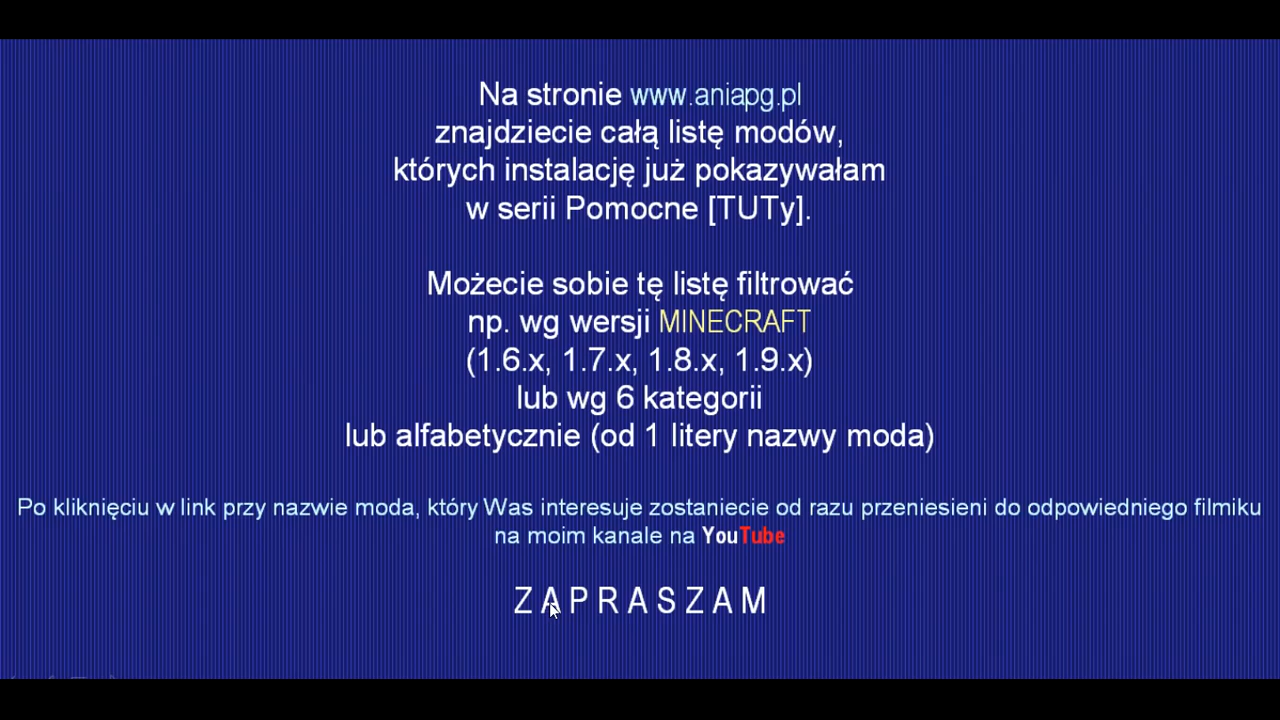 Na stronie www.aniapg.pl
znajdziecie całą listę modów,
których instalację już pokazywałam
w serii Pomocne [TUTy].
Możecie sobie tę listę filtrować
np. wg wersji MINECRAFT
(1.6.x, 1.7.x, 1.8.x, 1.9.x)
lub wg 6 kategorii
lub alfabetycznie (od 1 litery nazwy moda)
Po kliknięciu w link przy nazwie moda, który Was interesuje zostaniecie od razu przeniesieni do odpowiedniego filmiku
na moim kanale na YouTube
Z A P R A S Z A M